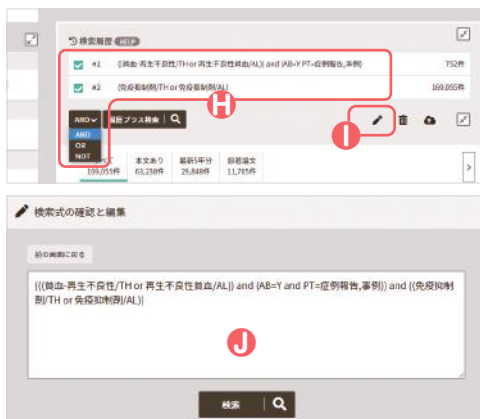 検索履歴 HELP
#1 ((貧血-再生不良性/TH or 再生不良性貧血/AL)) and (AB=Y PT=症例報告,事例) 752件
#2 (免疫抑制剤/TH or 免疫抑制剤/AL) 169,055件
H
AND 履歴プラス検索
I
AND
OR
NOT
本文あり 最新5年分 原著論文
169,055件 63,238件 29,848件 11,705件
検索式の確認と編集
前の画面に戻る
(((貧血-再生不良性/TH or 再生不良性貧血/AL)) and (AB=Y and PT=症例報告,事例)) and ((免疫抑制
剤/TH or 免疫抑制剤/AL))
J
検索